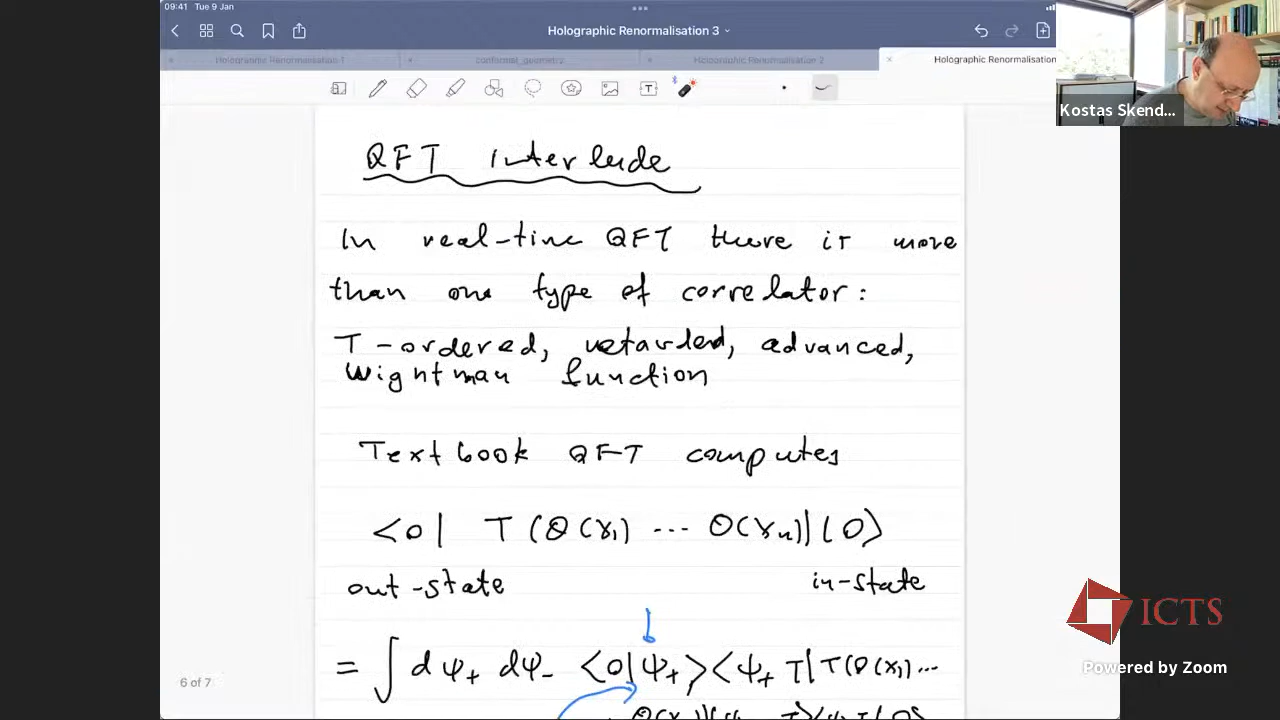 09:41 Tue 9 Jan
Holographic Renormalisation 3
Holographic Renormalisation 1
conformal_geometry
Holographic Renormalisation 2
Holographic Renormalisation
Kostas Skend...
QFT Interlude
In real-time QFT there is more
than one type of correlator:
T-ordered, retarded, advanced,
Wightman function
Textbook QFT computes
<0| T (O(x₁) ... O(xₙ)) |0>
out-state in-state
= ∫ dφ₊ dφ₋ <0|φ₊><φ₊ T| T(O(x₁) ...
6 of 7
ICTS
Powered by Zoom